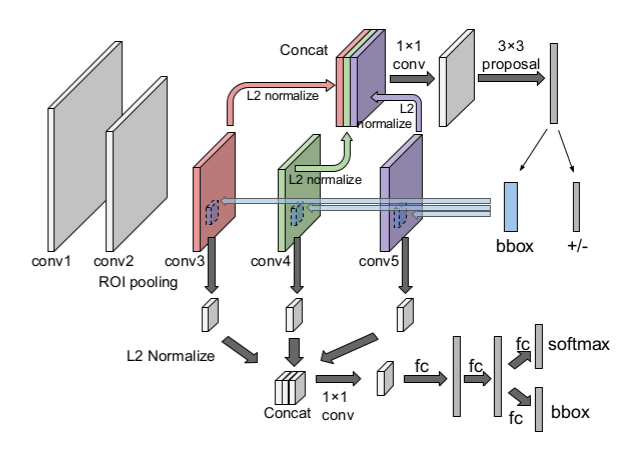 Concat
1×1
conv
3×3
proposal
L2 normalize
L2
normalize
L2 normalize
bbox
+/-
conv1
conv2
conv3
conv4
conv5
ROI pooling
L2 Normalize
Concat
1×1
conv
fc
fc
fc
softmax
fc
bbox